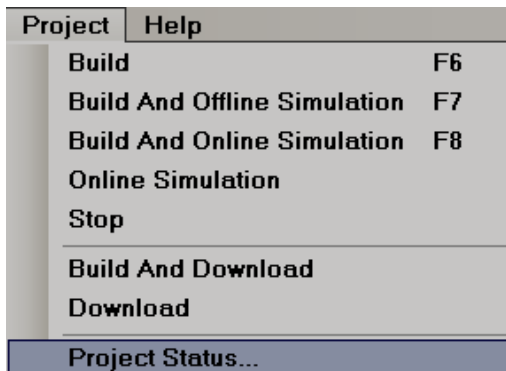 Project Help
Build F6
Build And Offline Simulation F7
Build And Online Simulation F8
Online Simulation
Stop
Build And Download
Download
Project Status...